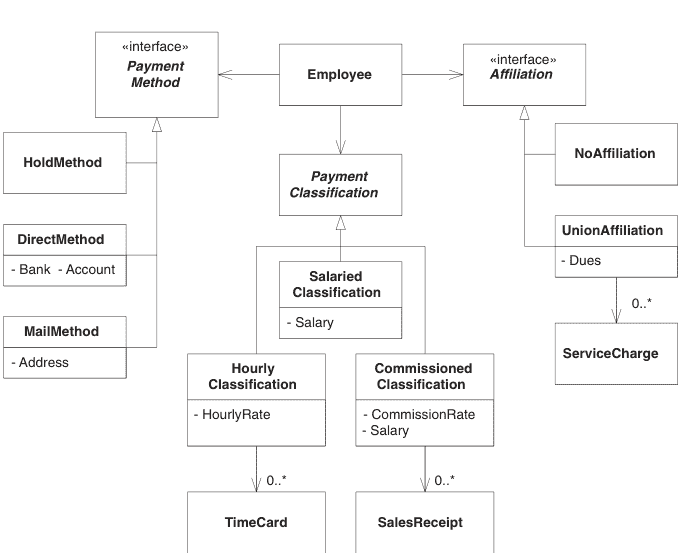 «interface»
Payment
Method
Employee
«interface»
Affiliation
HoldMethod
Payment
Classification
NoAffiliation
DirectMethod
- Bank - Account
UnionAffiliation
- Dues
0..*
Salaried
Classification
- Salary
MailMethod
- Address
ServiceCharge
Hourly
Classification
- HourlyRate
0..*
Commissioned
Classification
- CommissionRate
- Salary
0..*
TimeCard
SalesReceipt